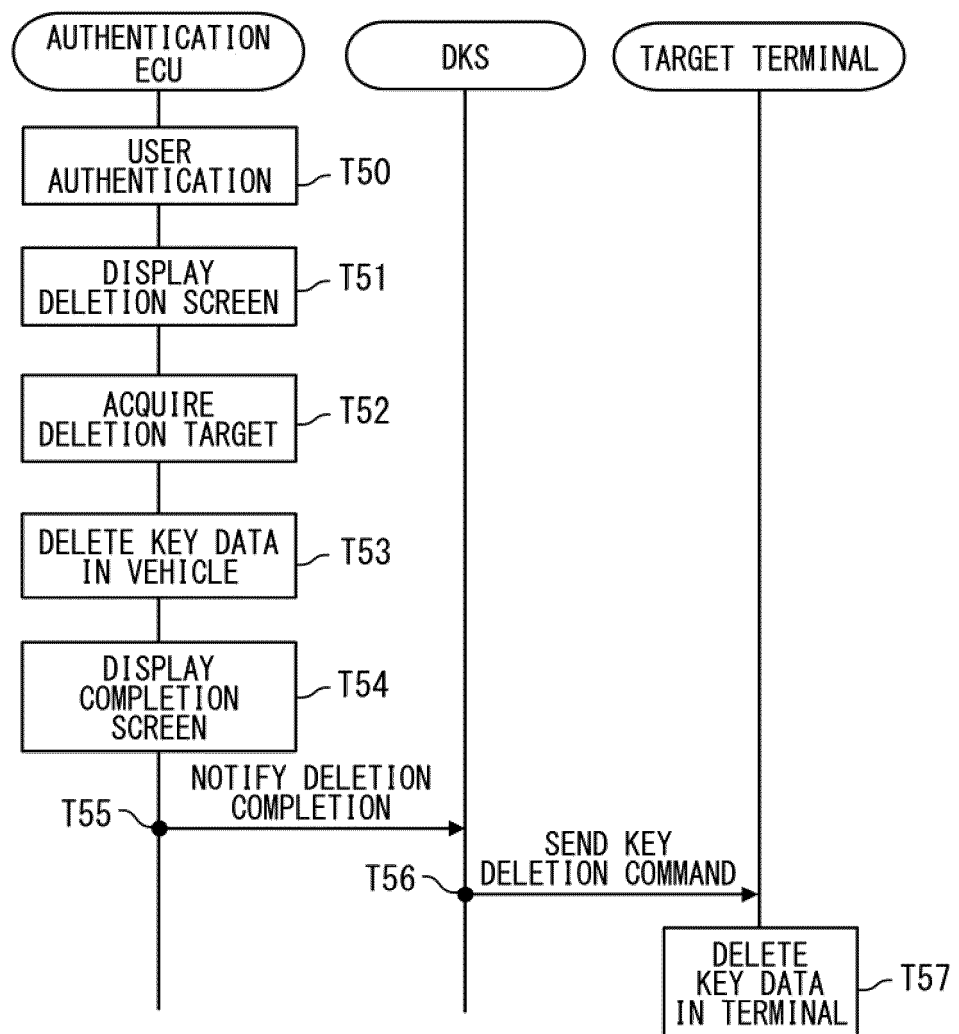 AUTHENTICATION
ECU
DKS
TARGET TERMINAL
USER
AUTHENTICATION
T50
DISPLAY
DELETION SCREEN
T51
ACQUIRE
DELETION TARGET
T52
DELETE KEY DATA
IN VEHICLE
T53
DISPLAY
COMPLETION
SCREEN
T54
NOTIFY DELETION
COMPLETION
T55
SEND KEY
DELETION COMMAND
T56
DELETE
KEY DATA
IN TERMINAL
T57